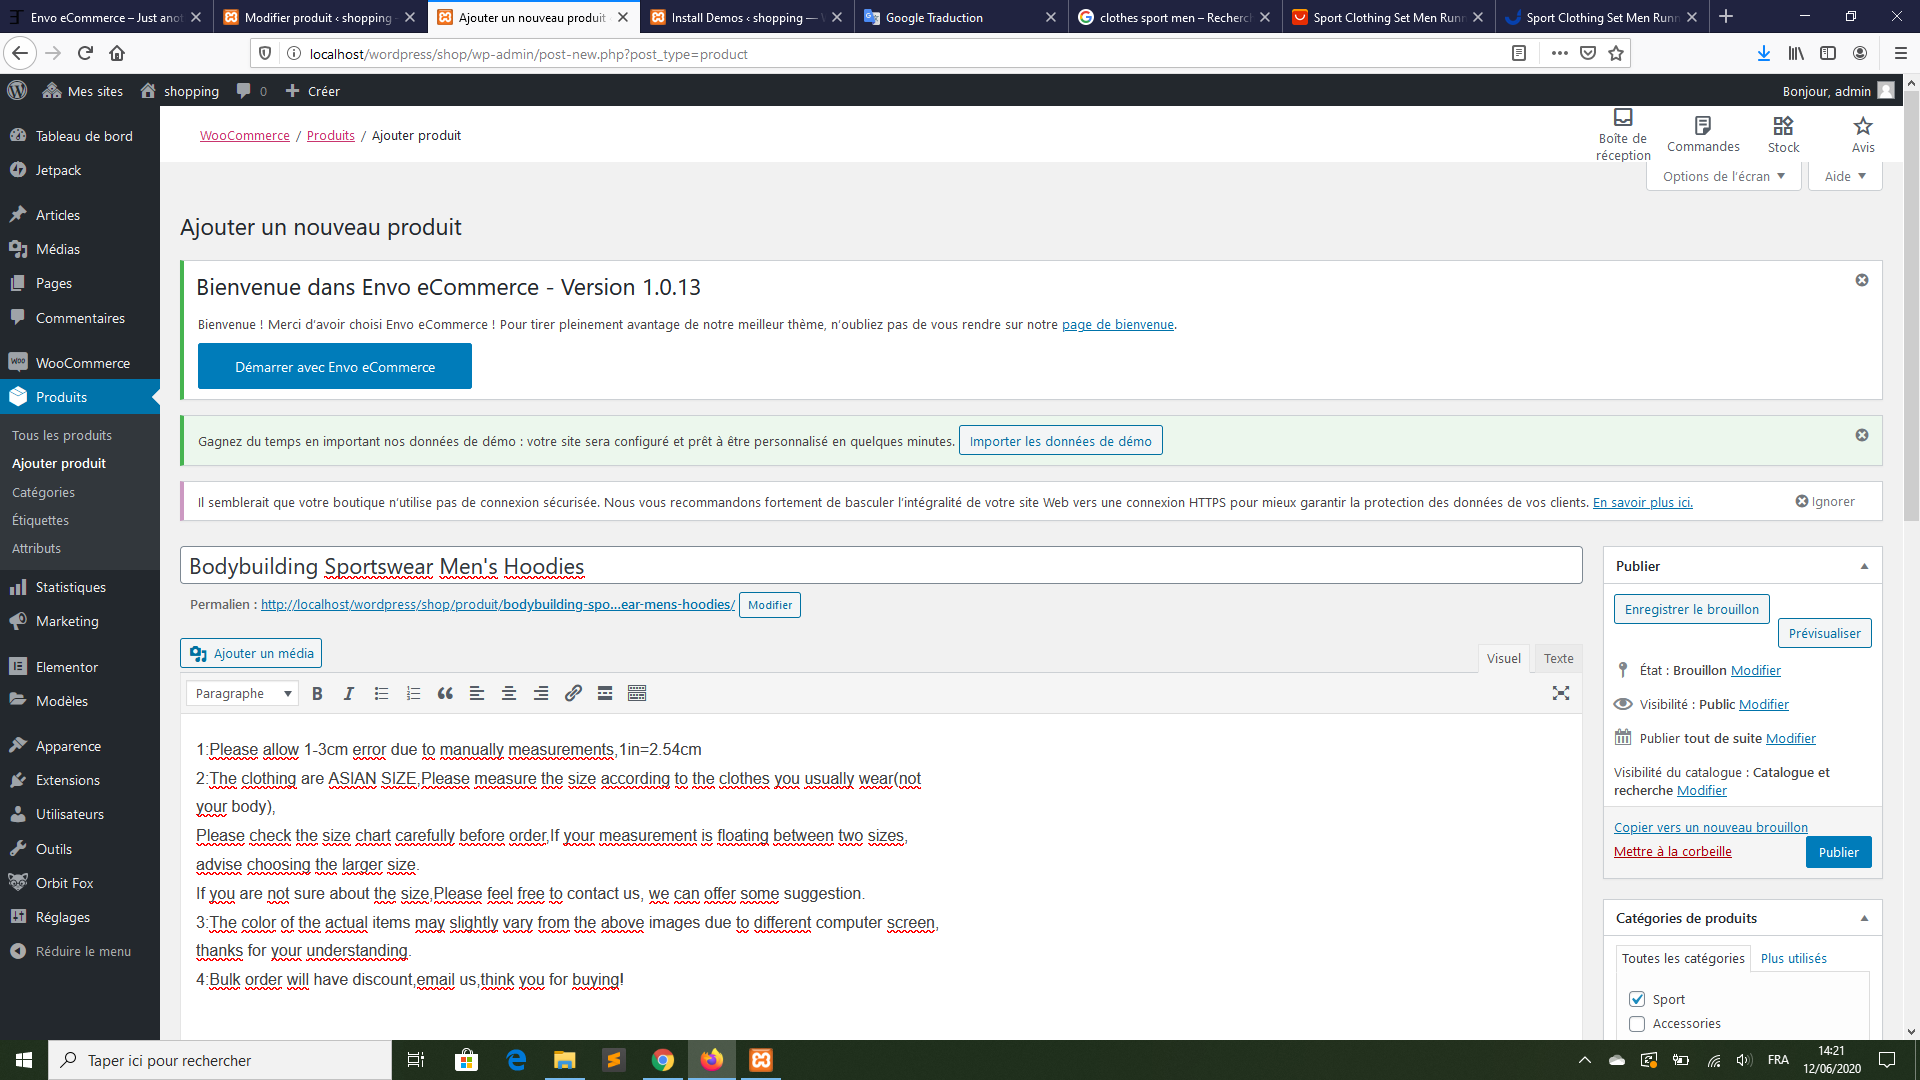 Envo eCommerce – Just anot
Modifier produit ‹ shopping –
Ajouter un nouveau produit
Install Demos ‹ shopping —
Google Traduction
clothes sport men – Recherc
Sport Clothing Set Men Runn
Sport Clothing Set Men Runn
localhost/wordpress/shop/wp-admin/post-new.php?post_type=product
Mes sites
shopping
0
Créer
Bonjour, admin
Tableau de bord
Jetpack
Articles
Médias
Pages
Commentaires
WooCommerce
Produits
Tous les produits
Ajouter produit
Catégories
Étiquettes
Attributs
Statistiques
Marketing
Elementor
Modèles
Apparence
Extensions
Utilisateurs
Outils
Orbit Fox
Réglages
Réduire le menu
WooCommerce / Produits / Ajouter produit
Boîte de réception
Commandes
Stock
Avis
Options de l'écran
Aide
Ajouter un nouveau produit
Bienvenue dans Envo eCommerce - Version 1.0.13
Bienvenue ! Merci d'avoir choisi Envo eCommerce ! Pour tirer pleinement avantage de notre meilleur thème, n'oubliez pas de vous rendre sur notre page de bienvenue.
Démarrer avec Envo eCommerce
Gagnez du temps en important nos données de démo : votre site sera configuré et prêt à être personnalisé en quelques minutes. Importer les données de démo
Il semblerait que votre boutique n'utilise pas de connexion sécurisée. Nous vous recommandons fortement de basculer l'intégralité de votre site Web vers une connexion HTTPS pour mieux garantir la protection des données de vos clients. En savoir plus ici.
Ignorer
Bodybuilding Sportswear Men's Hoodies
Permalien : http://localhost/wordpress/shop/produit/bodybuilding-spo...ear-mens-hoodies/ Modifier
Ajouter un média
Visuel
Texte
Paragraphe
1:Please allow 1-3cm error due to manually measurements,1in=2.54cm
2:The clothing are ASIAN SIZE,Please measure the size according to the clothes you usually wear(not
your body),
Please check the size chart carefully before order,If your measurement is floating between two sizes,
advise choosing the larger size.
If you are not sure about the size,Please feel free to contact us, we can offer some suggestion.
3:The color of the actual items may slightly vary from the above images due to different computer screen,
thanks for your understanding.
4:Bulk order will have discount,email us,think you for buying!
Publier
Enregistrer le brouillon
Prévisualiser
État : Brouillon Modifier
Visibilité : Public Modifier
Publier tout de suite Modifier
Visibilité du catalogue : Catalogue et
recherche Modifier
Copier vers un nouveau brouillon
Mettre à la corbeille
Publier
Catégories de produits
Toutes les catégories
Plus utilisés
Sport
Accessories
Taper ici pour rechercher
FRA
14:21
12/06/2020